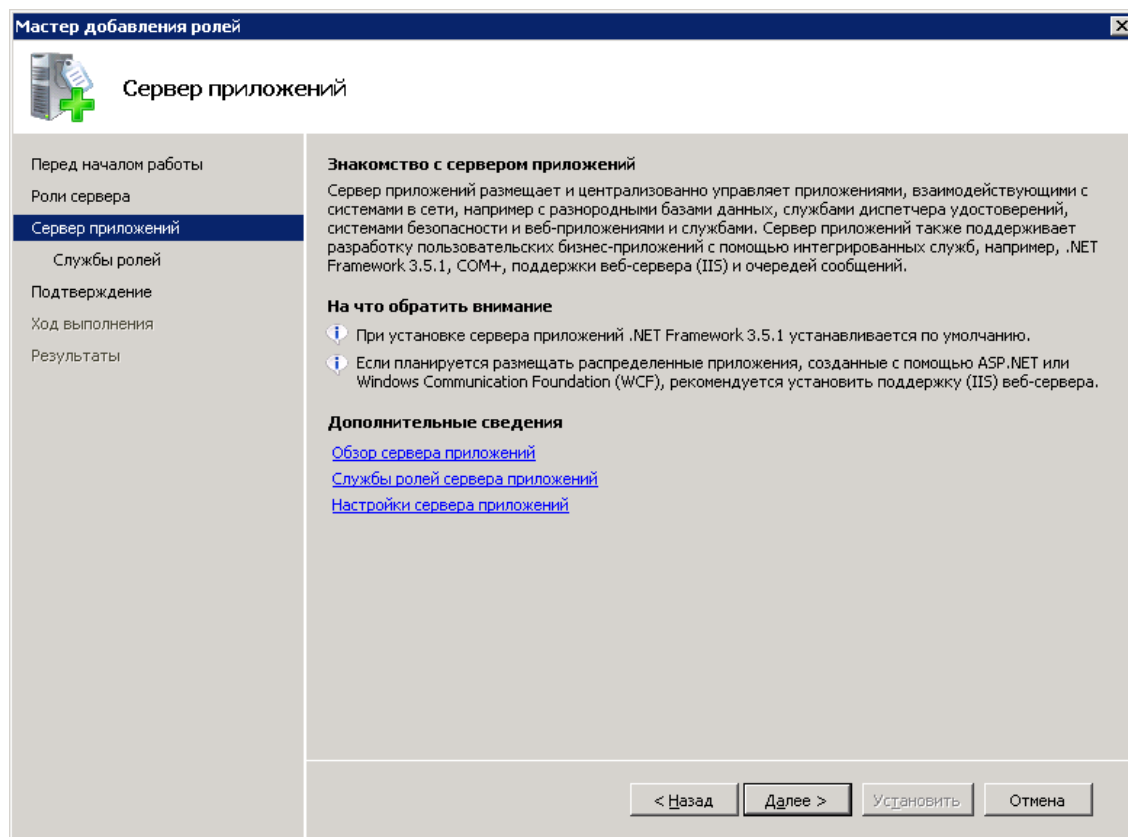 Мастер добавления ролей
Сервер приложений
Перед началом работы
Роли сервера
Сервер приложений
Службы ролей
Подтверждение
Ход выполнения
Результаты
Знакомство с сервером приложений
Сервер приложений размещает и централизованно управляет приложениями, взаимодействующими с
системами в сети, например с разнородными базами данных, службами диспетчера удостоверений,
системами безопасности и веб-приложениями и службами. Сервер приложений также поддерживает
разработку пользовательских бизнес-приложений с помощью интегрированных служб, например, .NET
Framework 3.5.1, COM+, поддержки веб-сервера (IIS) и очередей сообщений.
На что обратить внимание
При установке сервера приложений .NET Framework 3.5.1 устанавливается по умолчанию.
Если планируется размещать распределенные приложения, созданные с помощью ASP.NET или
Windows Communication Foundation (WCF), рекомендуется установить поддержку (IIS) веб-сервера.
Дополнительные сведения
Обзор сервера приложений
Службы ролей сервера приложений
Настройки сервера приложений
< Назад
Далее >
Установить
Отмена